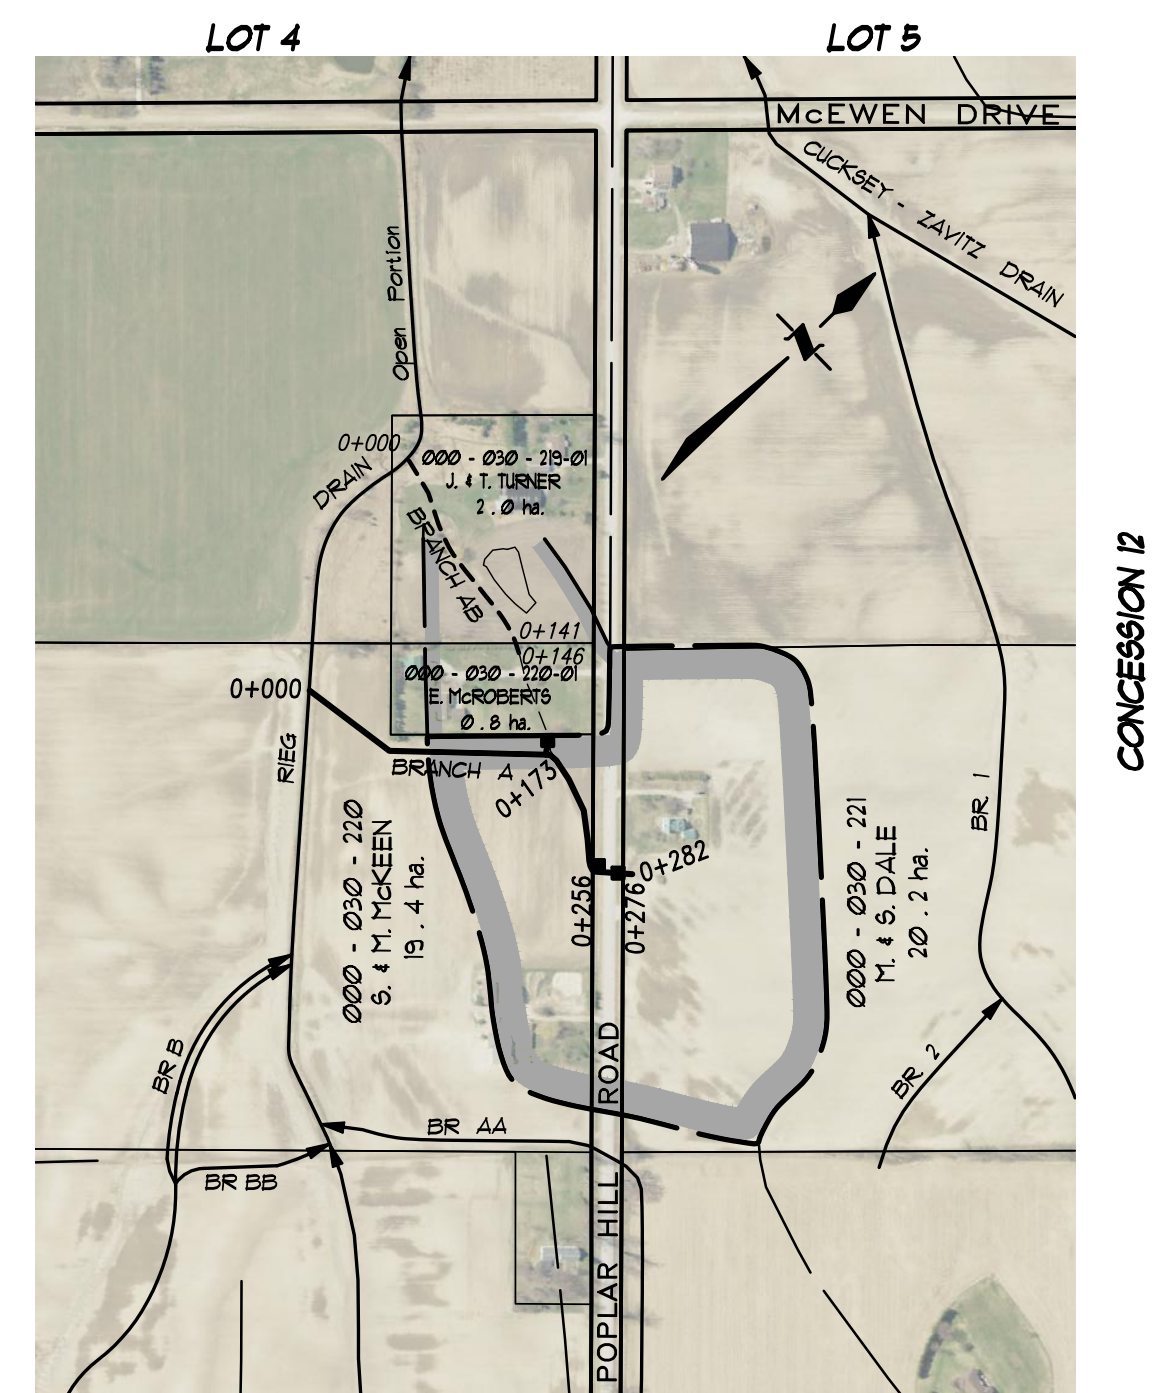 LOT 4
LOT 5
McEWEN DRIVE
CUCKSEY - ZAVITZ DRAIN
Open Portion
0+000
DRAIN
000 - 030 - 219-01
J. & T. TURNER
2.0 ha.
BRANCH AB
CONCESSION 12
0+141
0+146
000 - 030 - 220-01
E. McROBERTS
0.8 ha.
0+000
RIEG
BRANCH A
0+173
BR. 1
000 - 030 - 220
S. & M. McKEEN
19.4 ha.
000 - 030 - 221
M. & S. DALE
20.2 ha.
0+282
0+256
0+276
BR B
BR. 2
BR AA
BR BB
POPLAR HILL ROAD